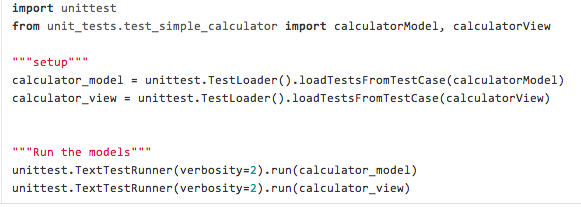 import unittest
from unit_tests.test_simple_calculator import calculatorModel, calculatorView
"""setup"""
calculator_model = unittest.TestLoader().loadTestsFromTestCase(calculatorModel)
calculator_view = unittest.TestLoader().loadTestsFromTestCase(calculatorView)
"""Run the models"""
unittest.TextTestRunner(verbosity=2).run(calculator_model)
unittest.TextTestRunner(verbosity=2).run(calculator_view)